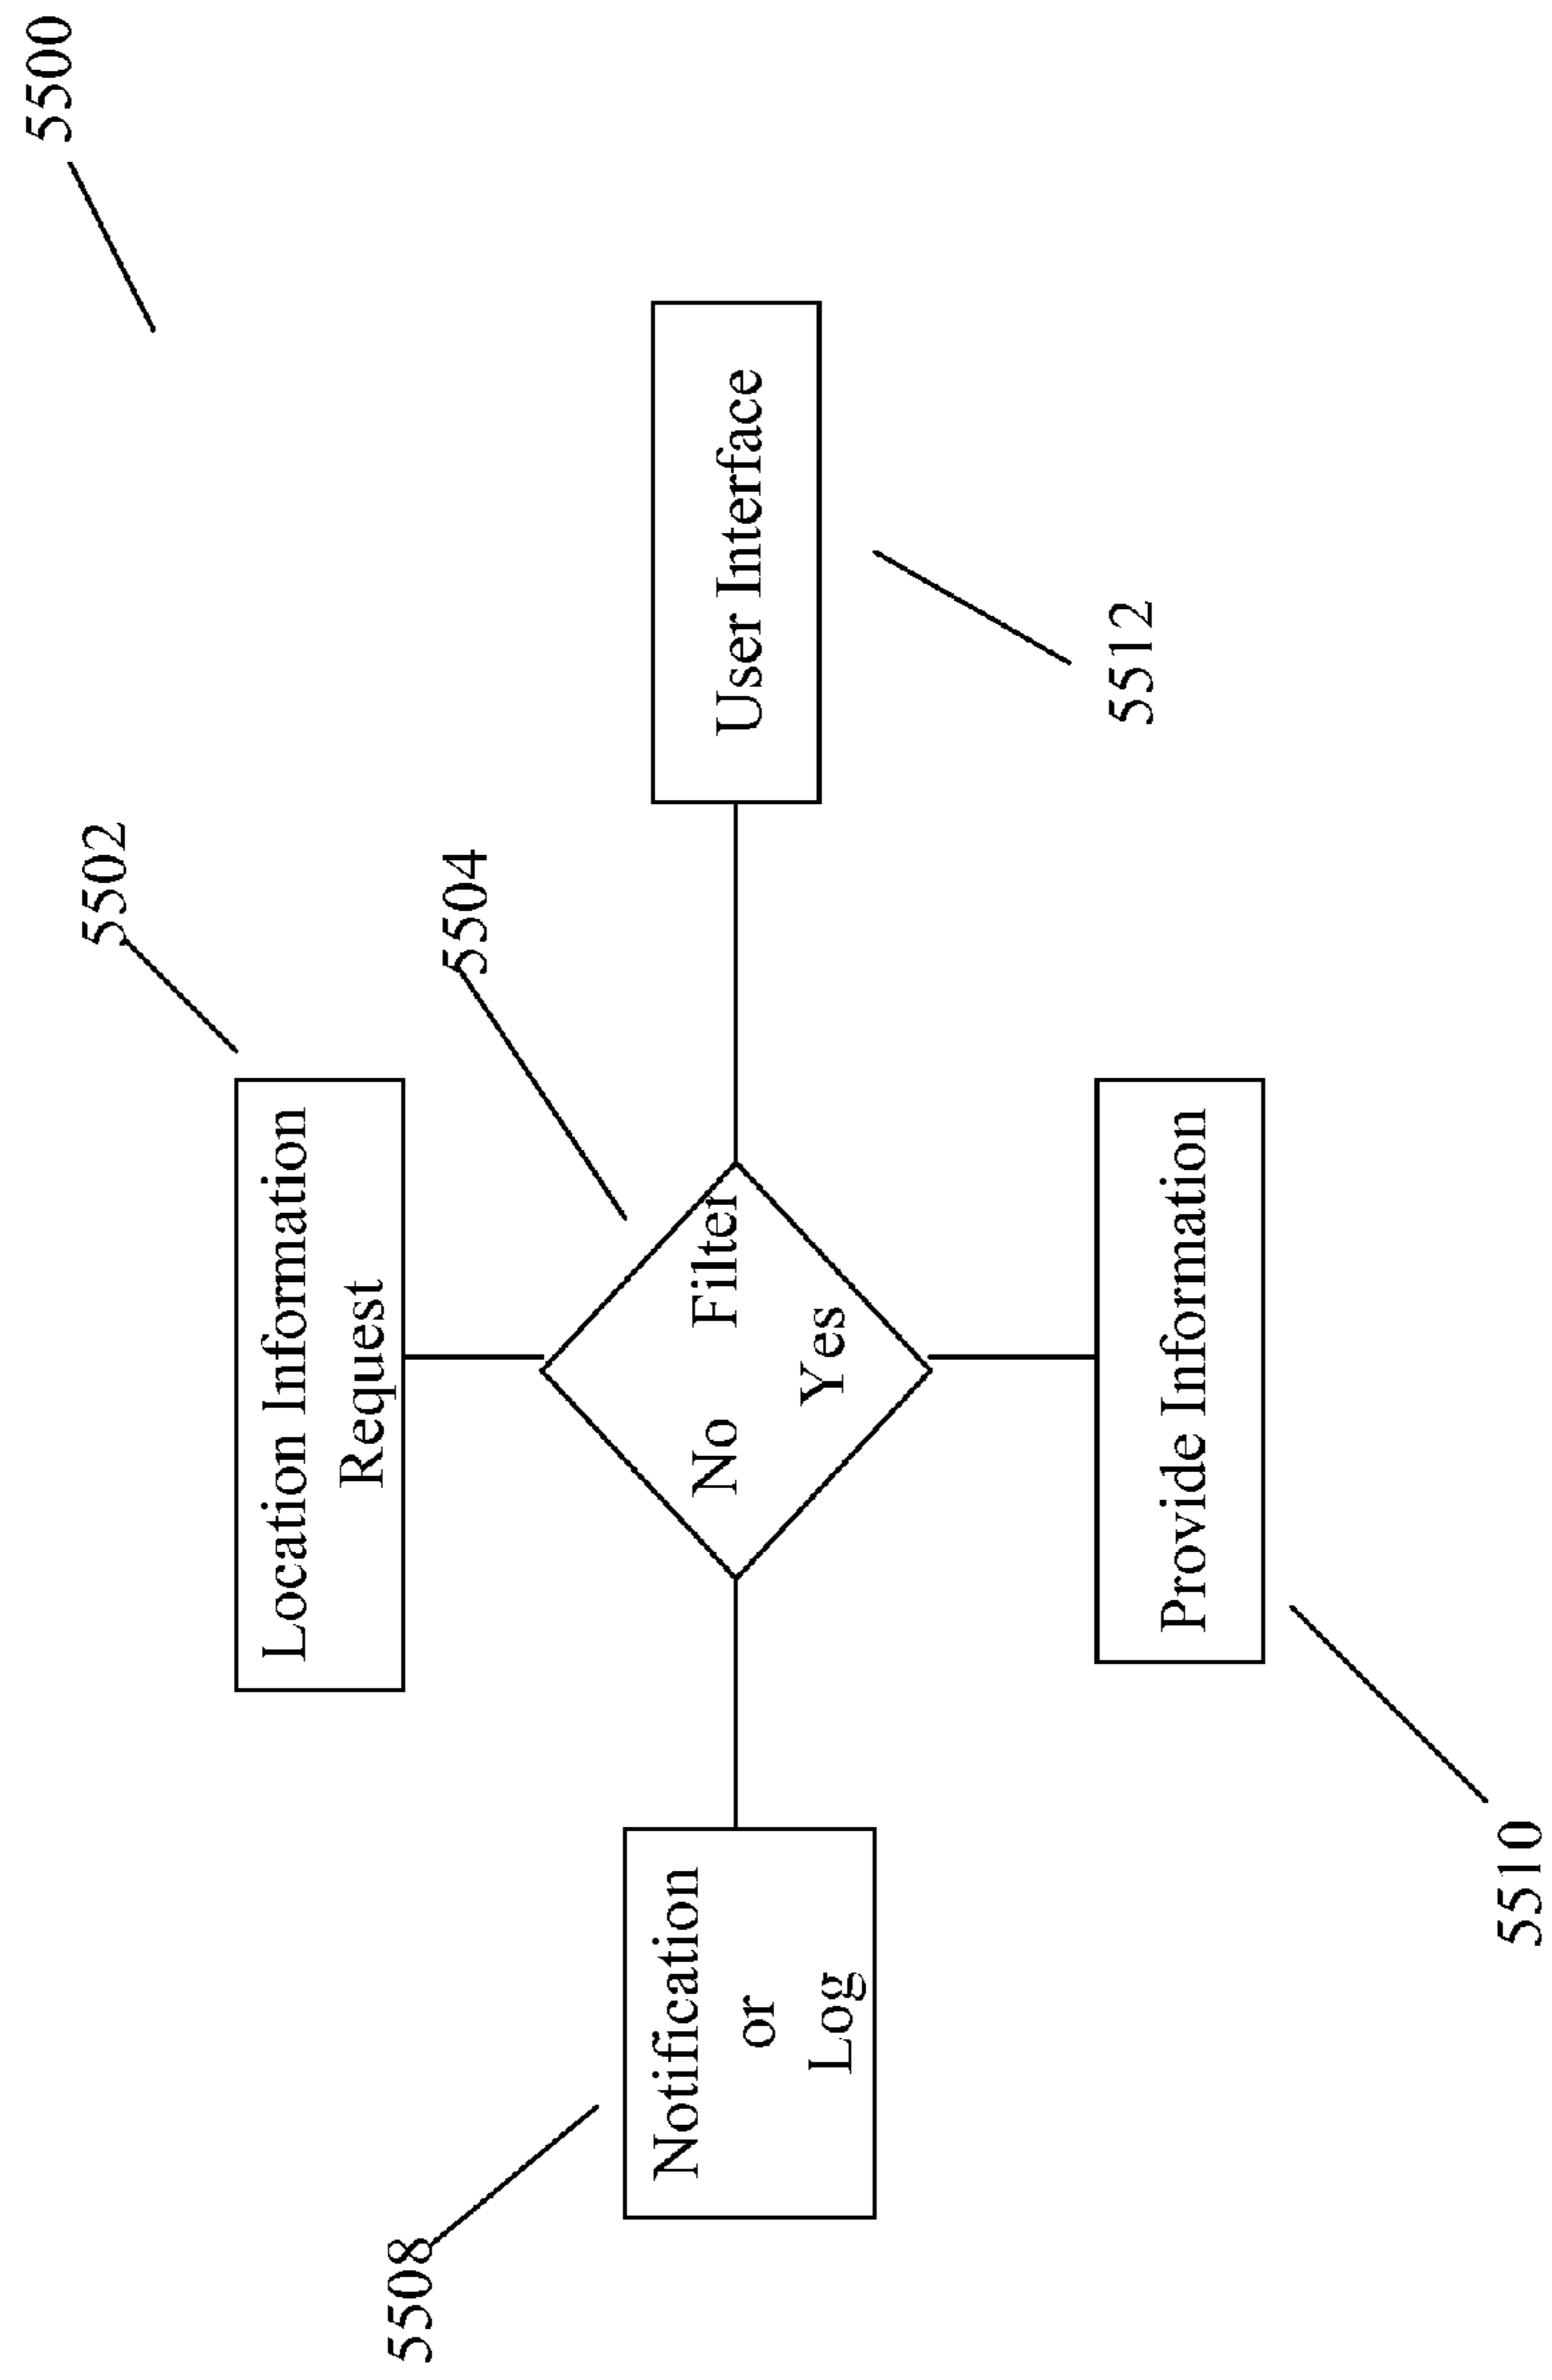 5500
5502
Location Information
Request
5504
Filter
No
Yes
User Interface
5512
Notification
or
Log
5508
Provide Information
5510